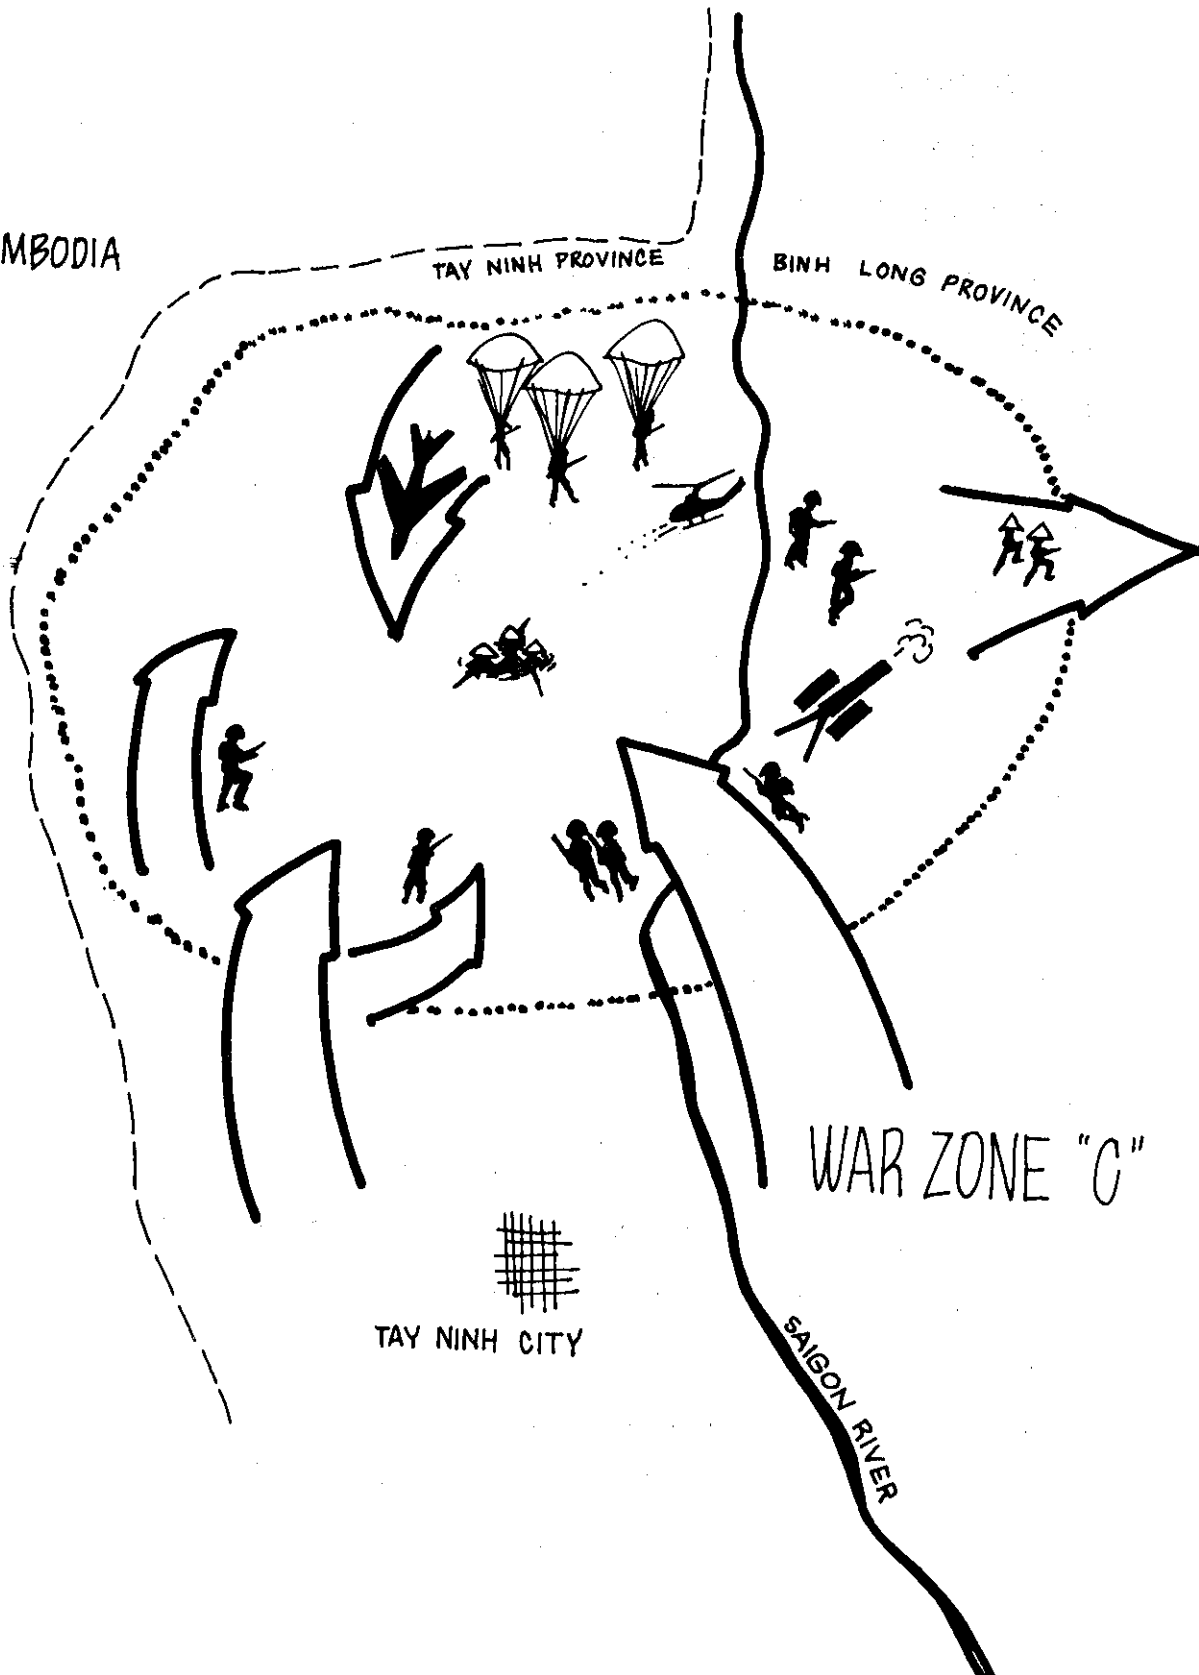 MBODIA
TAY NINH PROVINCE
BINH LONG PROVINCE
WAR ZONE "C"
TAY NINH CITY
SAIGON RIVER